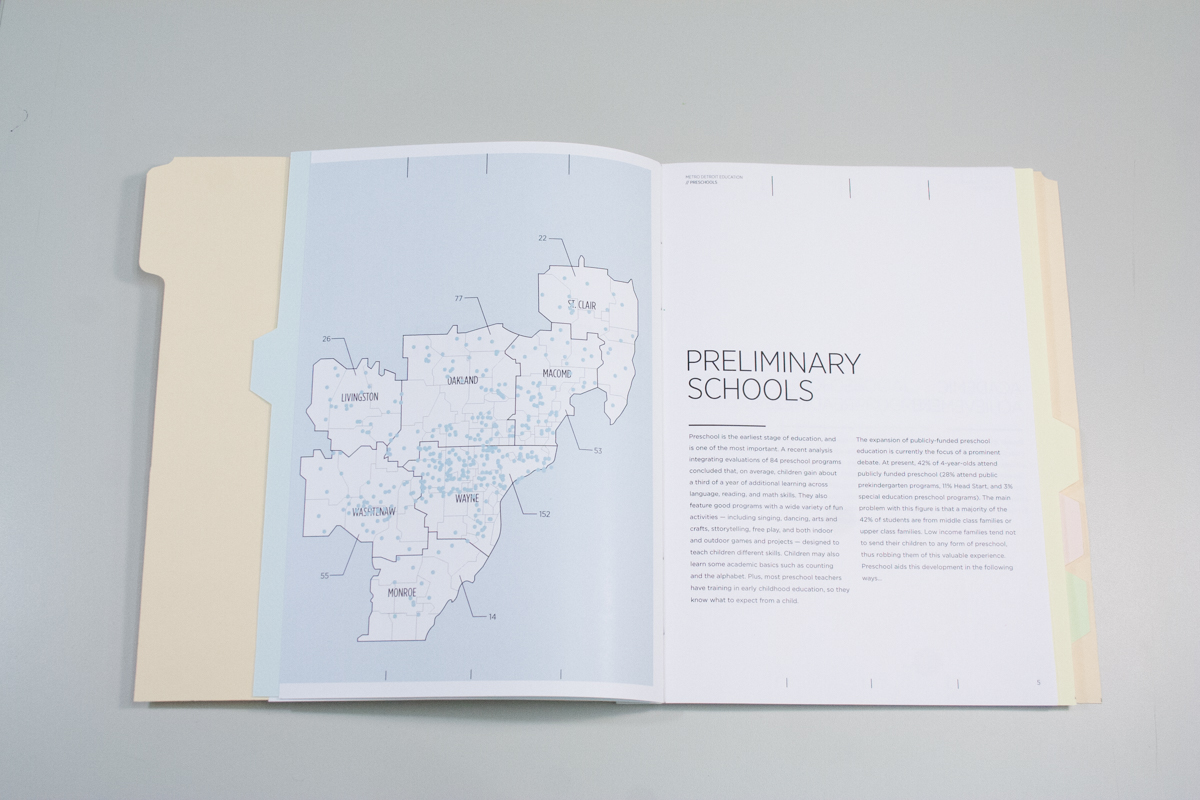 22
ST. CLAIR
77
26
OAKLAND
MACOMB
LIVINGSTON
53
WAYNE
WASHTENAW
152
55
MONROE
14
METRO DETROIT EDUCATION
// PRESCHOOLS
PRELIMINARY
SCHOOLS
Preschool is the earliest stage of education, and
is one of the most important. A recent analysis
integrating evaluations of 84 preschool programs
concluded that, on average, children gain about
a third of a year of additional learning across
language, reading, and math skills. They also
feature good programs with a wide variety of fun
activities — including singing, dancing, arts and
crafts, sttorytelling, free play, and both indoor
and outdoor games and projects — designed to
teach children different skills. Children may also
learn some academic basics such as counting
and the alphabet. Plus, most preschool teachers
have training in early childhood education, so they
know what to expect from a child.
The expansion of publicly-funded preschool
education is currently the focus of a prominent
debate. At present, 42% of 4-year-olds attend
publicly funded preschool (28% attend public
prekindergarten programs, 11% Head Start, and 3%
special education preschool programs). The main
problem with this figure is that a majority of the
42% of students are from middle class families or
upper class families. Low income families tend not
to send their children to any form of preschool,
thus robbing them of this valuable experience.
Preschool aids this development in the following
ways...
5